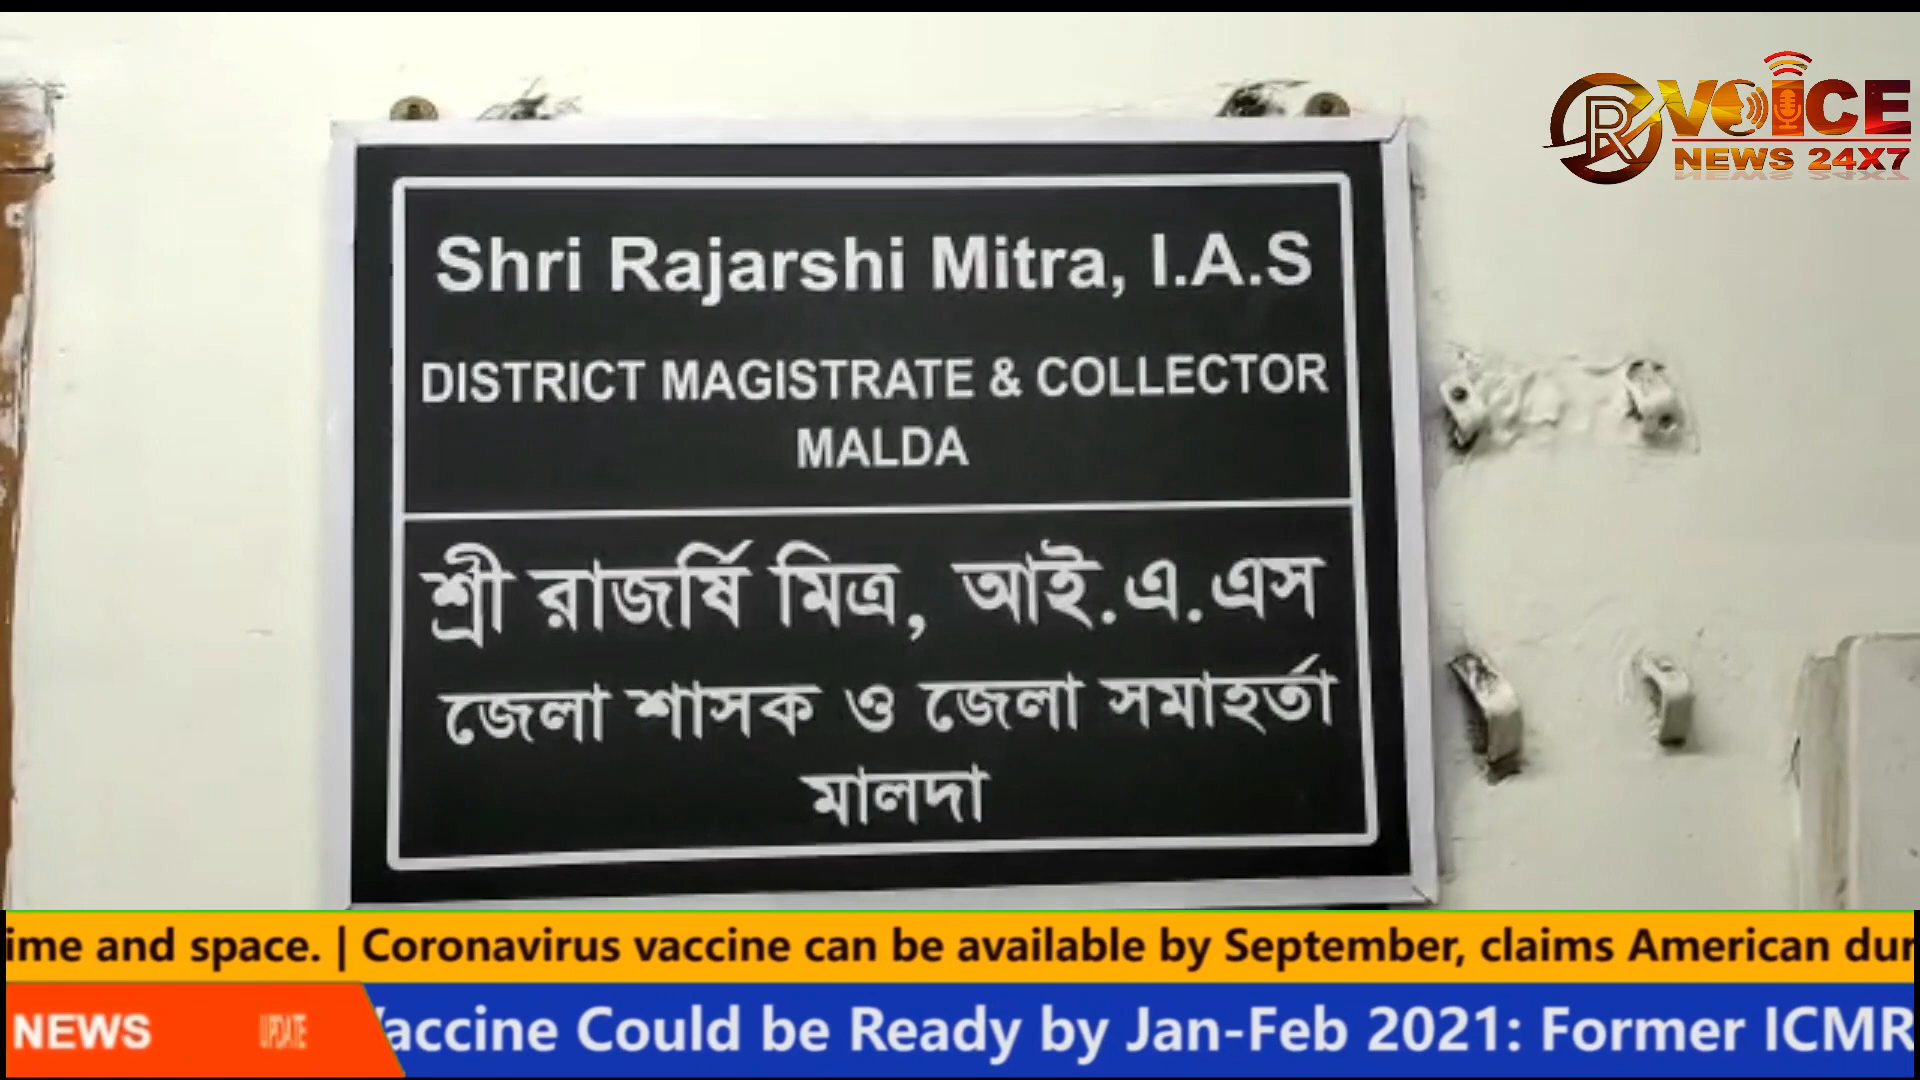 R VOICE
NEWS 24X7
Shri Rajarshi Mitra, I.A.S
DISTRICT MAGISTRATE & COLLECTOR
MALDA
শ্রী রাজর্ষি মিত্র, আই.এ.এস
জেলা শাসক ও জেলা সমাহর্তা
মালদা
ime and space. | Coronavirus vaccine can be available by September, claims American dur
NEWS UPDATE
Vaccine Could be Ready by Jan-Feb 2021: Former ICMR